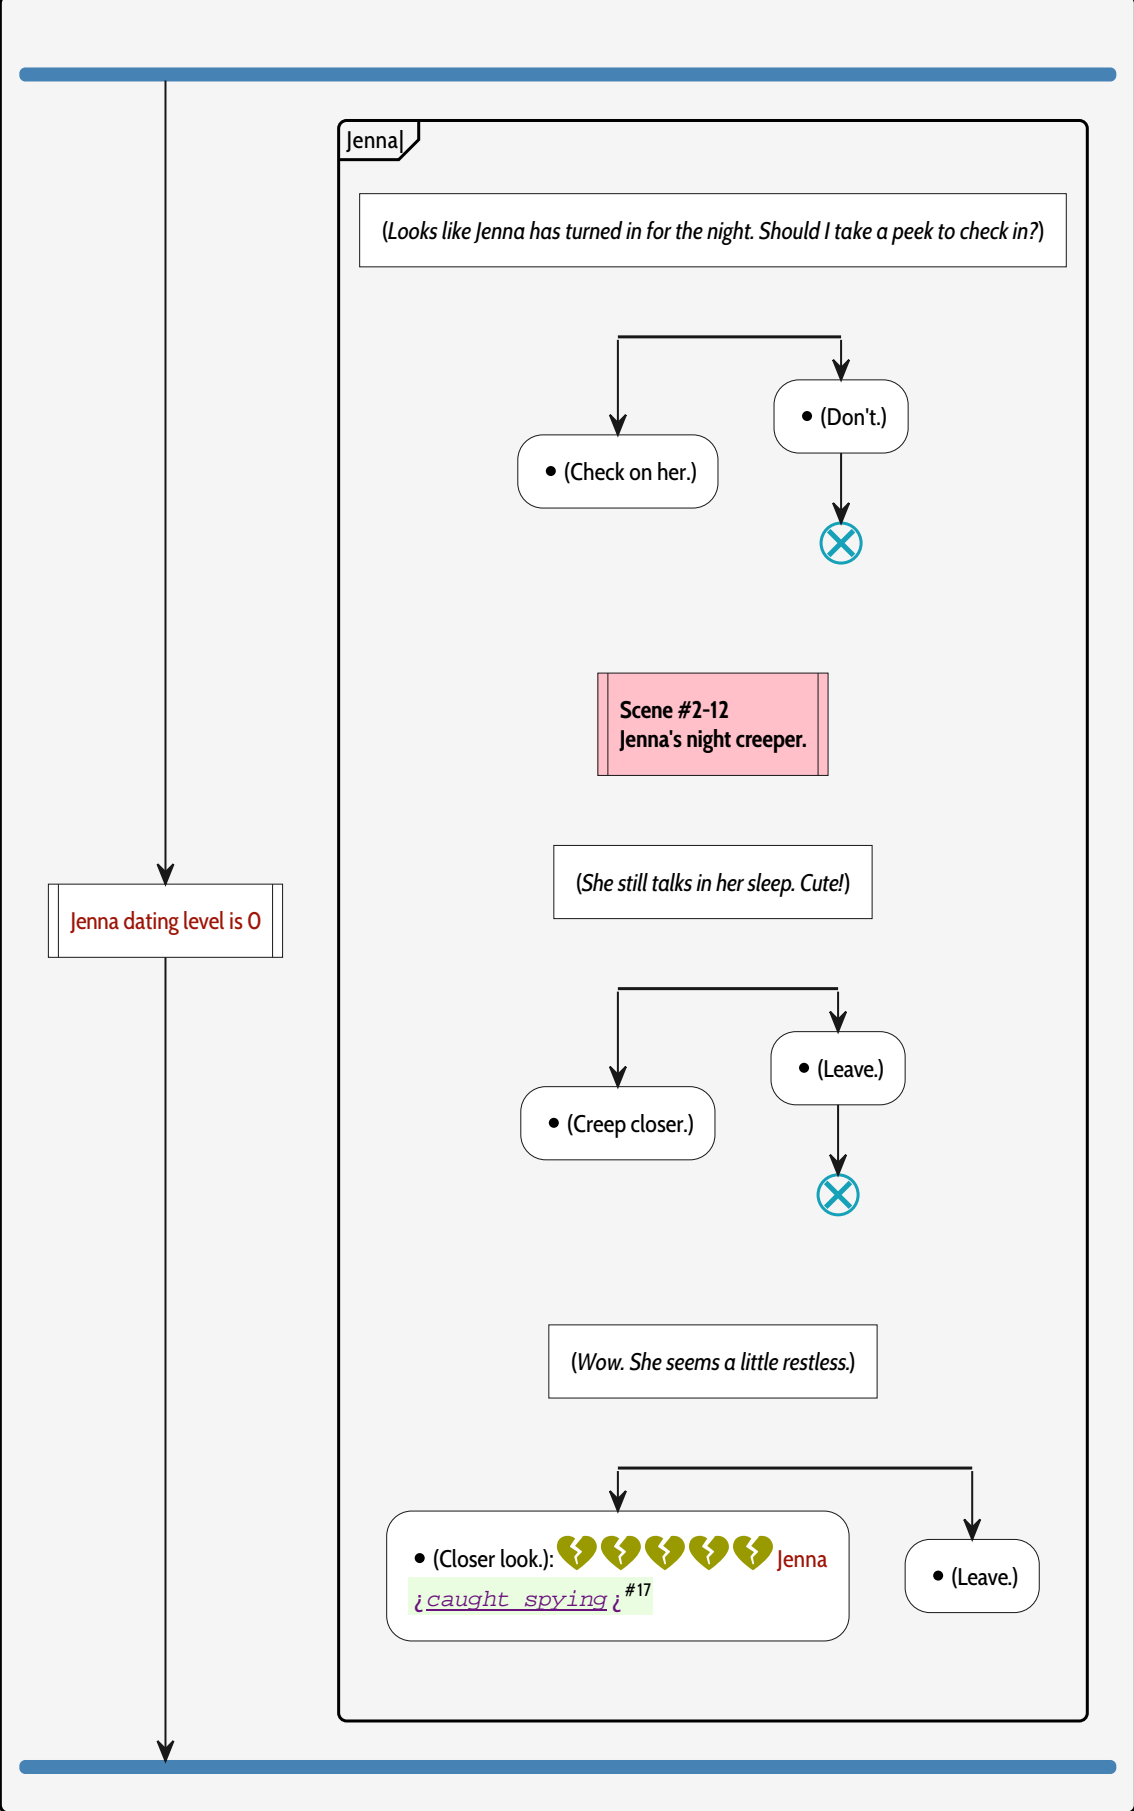 Jenna|
(Looks like Jenna has turned in for the night. Should I take a peek to check in?)
• (Don't.)
• (Check on her.)
Scene #2-12
Jenna's night creeper.
(She still talks in her sleep. Cute!)
Jenna dating level is 0
• (Leave.)
• (Creep closer.)
(Wow. She seems a little restless.)
• (Closer look.): Jenna
¿caught spying¿#17
• (Leave.)